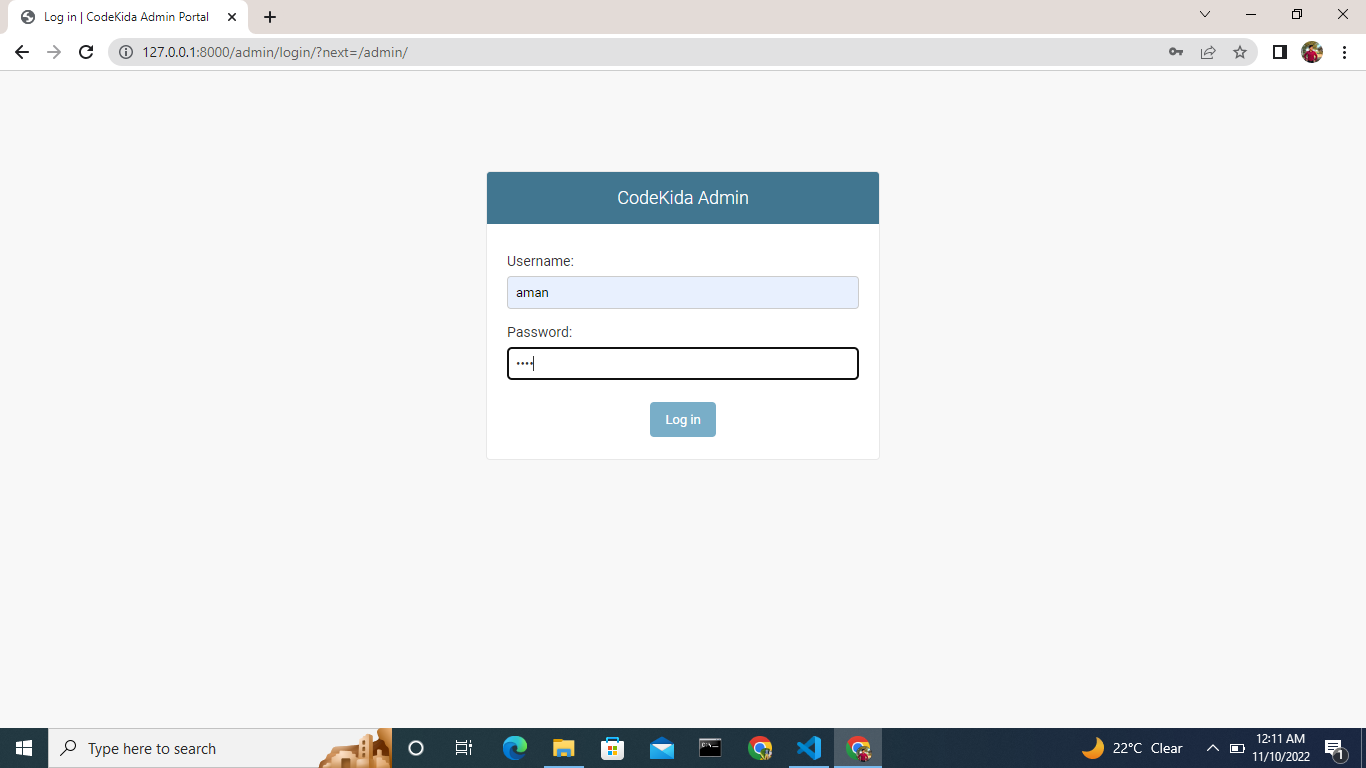 Log in | CodeKida Admin Portal
127.0.0.1:8000/admin/login/?next=/admin/
CodeKida Admin
Username:
aman
Password:
••••
Log in
Type here to search
22°C Clear
12:11 AM
11/10/2022
1